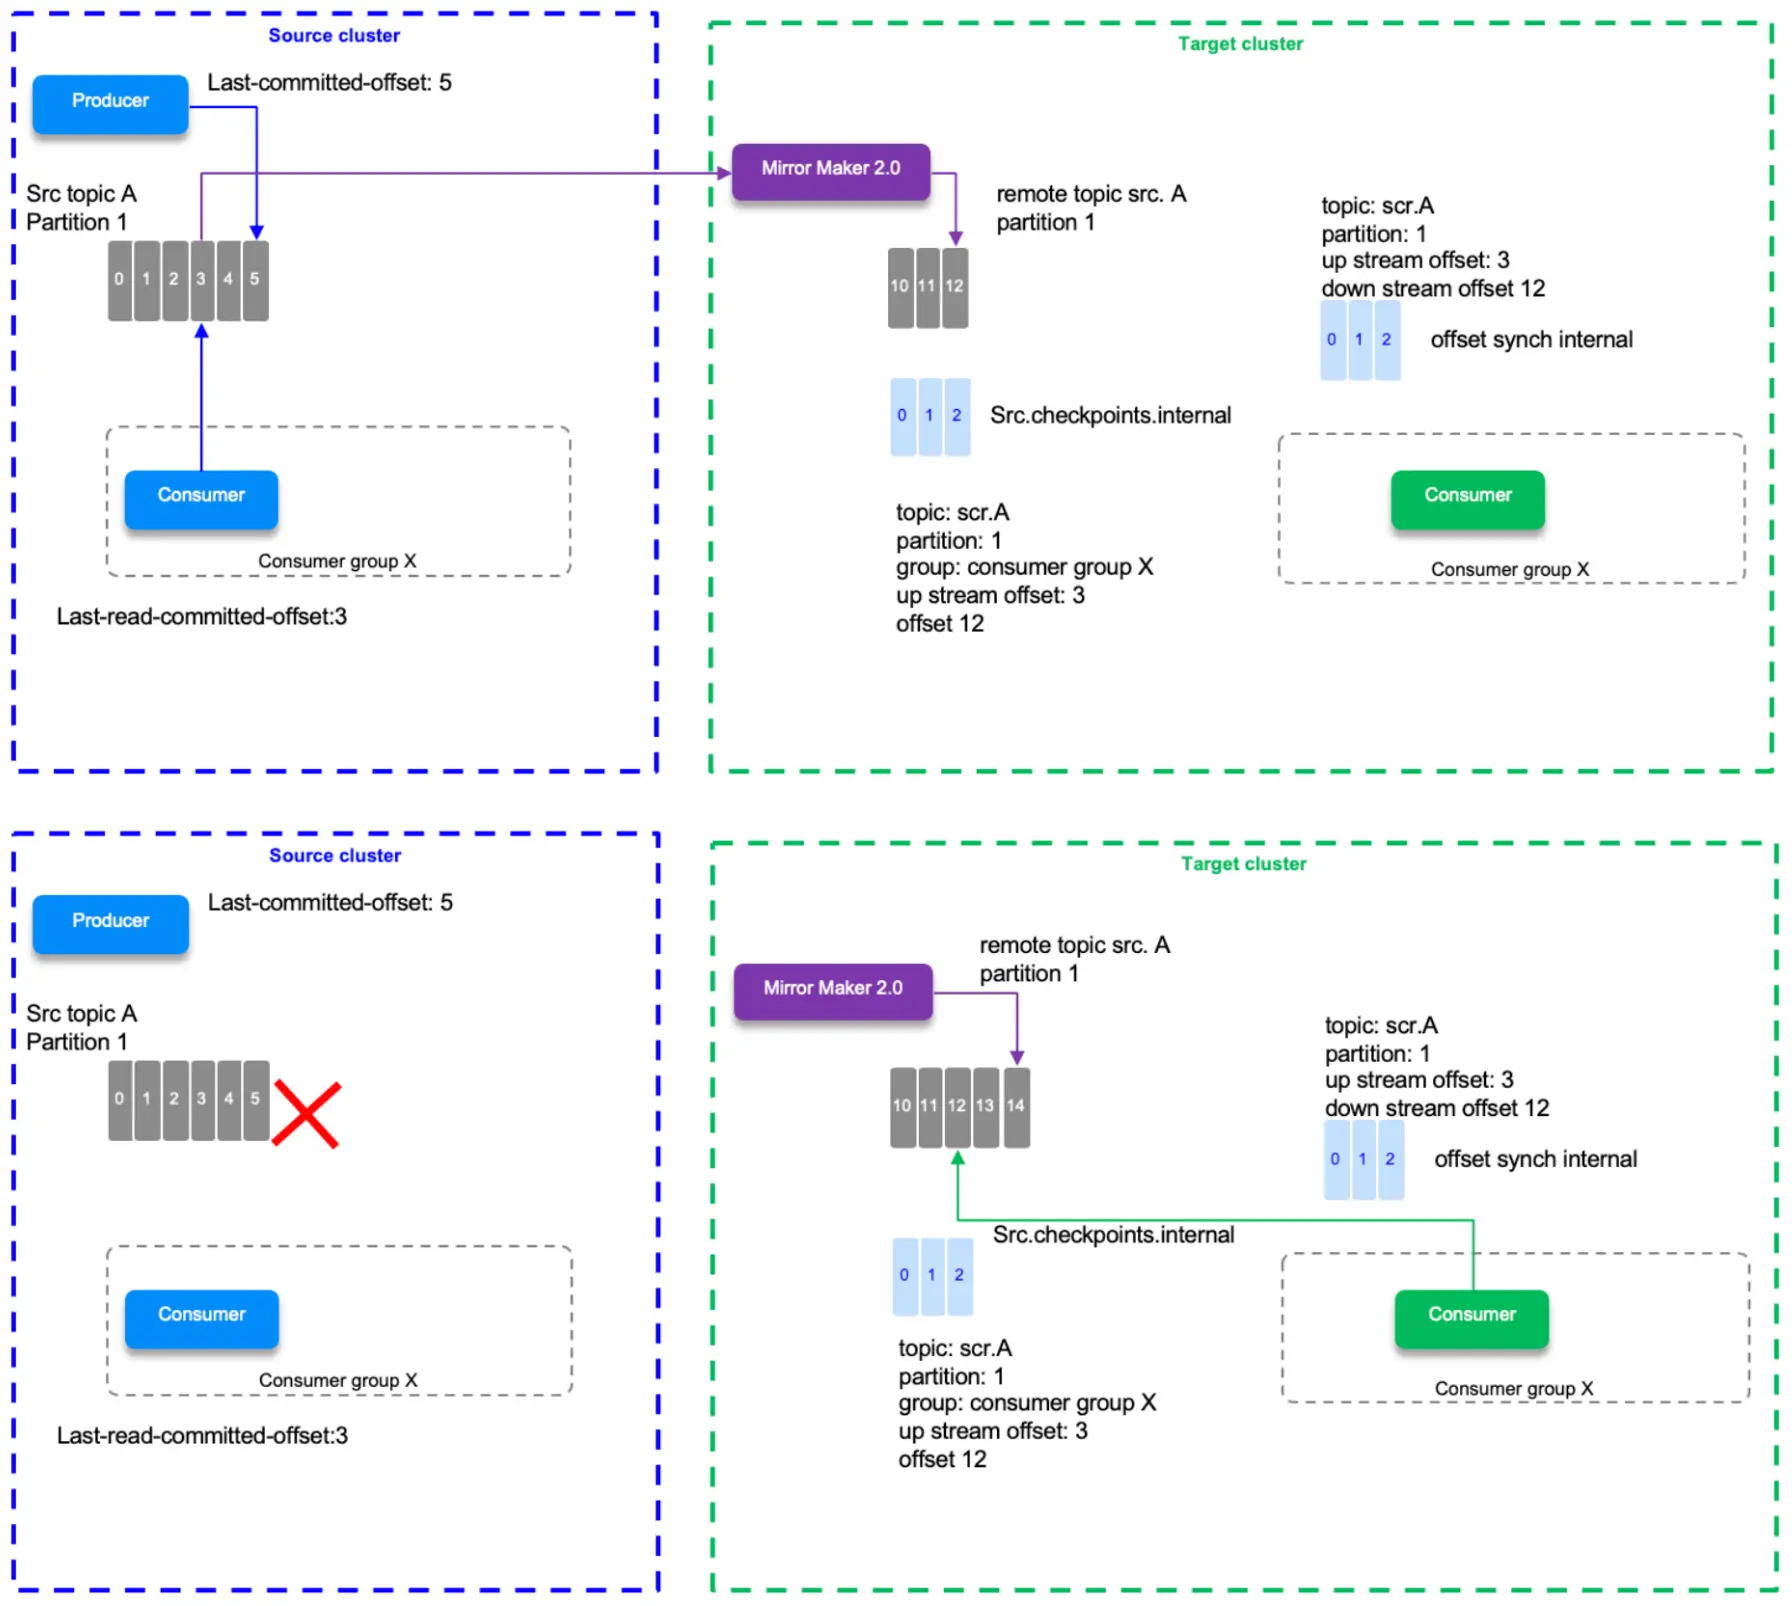 Source cluster
Producer
Last-committed-offset: 5
Src topic A
Partition 1
0 1 2 3 4 5
Consumer
Consumer group X
Last-read-committed-offset:3
Target cluster
Mirror Maker 2.0
remote topic src. A
partition 1
10 11 12
topic: scr.A
partition: 1
up stream offset: 3
down stream offset 12
0 1 2
offset synch internal
0 1 2
Src.checkpoints.internal
topic: scr.A
partition: 1
group: consumer group X
up stream offset: 3
offset 12
Consumer
Consumer group X
Source cluster
Producer
Last-committed-offset: 5
Src topic A
Partition 1
0 1 2 3 4 5
Consumer
Consumer group X
Last-read-committed-offset:3
Target cluster
remote topic src. A
partition 1
Mirror Maker 2.0
10 11 12 13 14
topic: scr.A
partition: 1
up stream offset: 3
down stream offset 12
0 1 2
offset synch internal
Src.checkpoints.internal
0 1 2
topic: scr.A
partition: 1
group: consumer group X
up stream offset: 3
offset 12
Consumer
Consumer group X